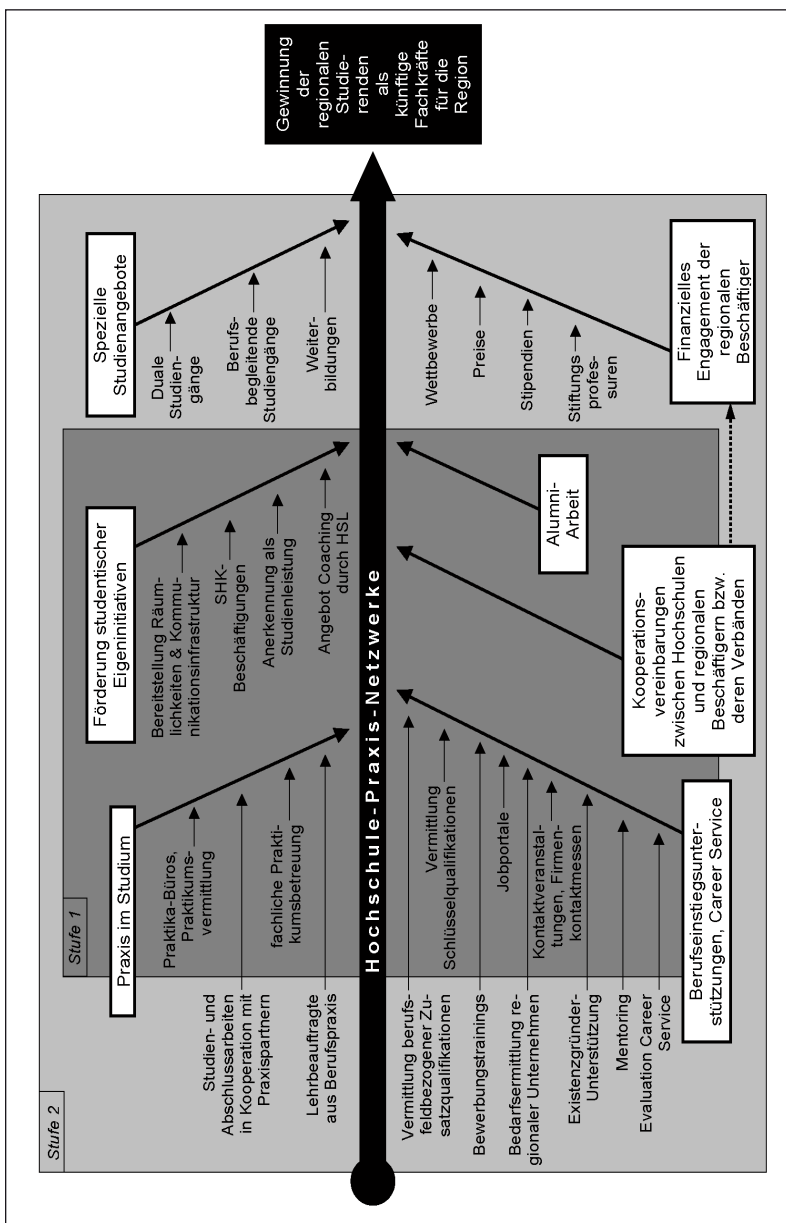 Stufe 2
Stufe 1
Praxis im Studium
Praktika-Büros,
Praktikums-
vermittlung
Studien- und
Abschlussarbeiten
in Kooperation mit
Praxispartnern
fachliche Prakti-
kumsbetreuung
Lehrbeauftragte
aus Berufspraxis
Förderung studentischer
Eigeninitiativen
Bereitstellung Räum-
lichkeiten & Kommu-
nikationsinfrastruktur
SHK-
Beschäftigungen
Anerkennung als
Studienleistung
Angebot Coaching
durch HSL
Spezielle
Studienangebote
Duale
Studien-
gänge
Berufs-
begleitende
Studiengänge
Weiter-
bildungen
Hochschule-Praxis-Netzwerke
Gewinnung
der
regionalen
Studie-
renden
als
künftige
Fachkräfte
für die
Region
Vermittlung berufs-
feldbezogener Zu-
satzqualifikationen
Vermittlung
Schlüsselqualifikationen
Bewerbungstrainings
Jobportale
Bedarfsermittlung re-
gionaler Unternehmen
Kontaktveranstal-
tungen, Firmen-
kontaktmessen
Existenzgründer-
Unterstützung
Mentoring
Evaluation Career
Service
Berufseinstiegsunter-
stützungen, Career Service
Kooperations-
vereinbarungen
zwischen Hochschulen
und regionalen
Beschäftigern bzw.
deren Verbänden
Alumni-
Arbeit
Wettbewerbe
Preise
Stipendien
Stiftungs-
profes-
suren
Finanzielles
Engagement der
regionalen
Beschäftiger